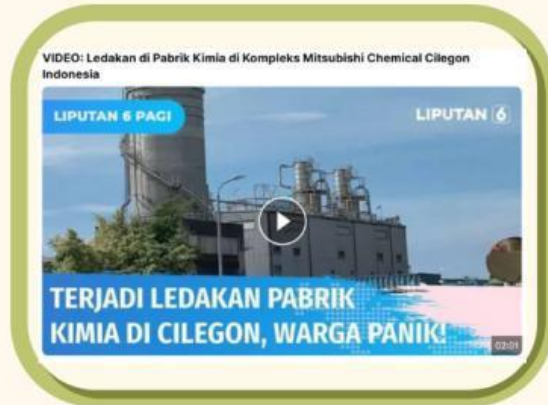 VIDEO: Ledakan di Pabrik Kimia di Kompleks Mitsubishi Chemical Cilegon
Indonesia
LIPUTAN 6 PAGI
LIPUTAN 6
TERJADI LEDAKAN PABRIK
KIMIA DI CILEGON, WARGA PANIK!
02:01